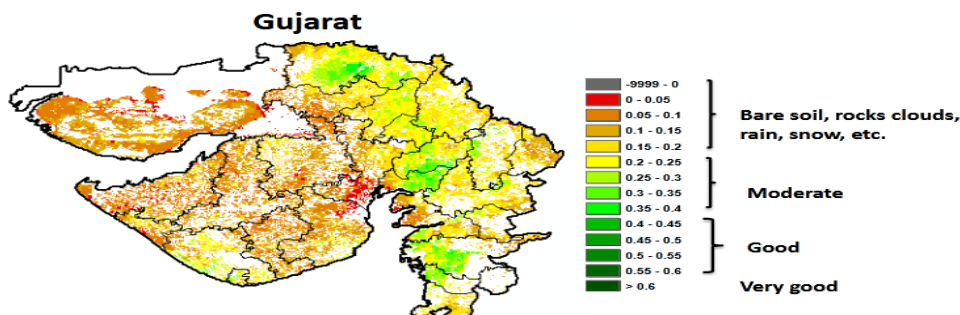 Gujarat
-9999 - 0
0 - 0.05
0.05 - 0.1
0.1 - 0.15
0.15 - 0.2
0.2 - 0.25
0.25 - 0.3
0.3 - 0.35
0.35 - 0.4
0.4 - 0.45
0.45 - 0.5
0.5 - 0.55
0.55 - 0.6
> 0.6
Bare soil, rocks clouds,
rain, snow, etc.
Moderate
Good
Very good